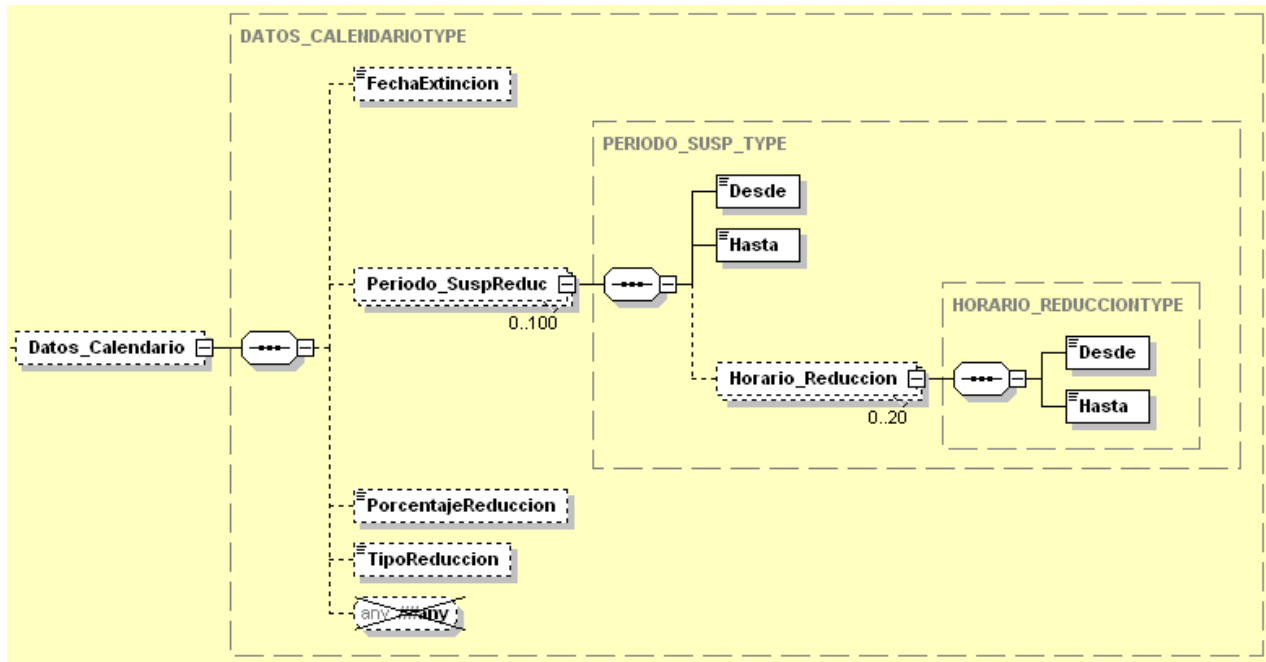 DATOS_CALENDARIOTYPE
FechaExtincion
PERIODO_SUSP_TYPE
Desde
Hasta
Periodo_SuspReduc
0..100
HORARIO_REDUCCIONTYPE
Datos_Calendario
Desde
Horario_Reduccion
Hasta
0..20
PorcentajeReduccion
TipoReduccion
any ##any